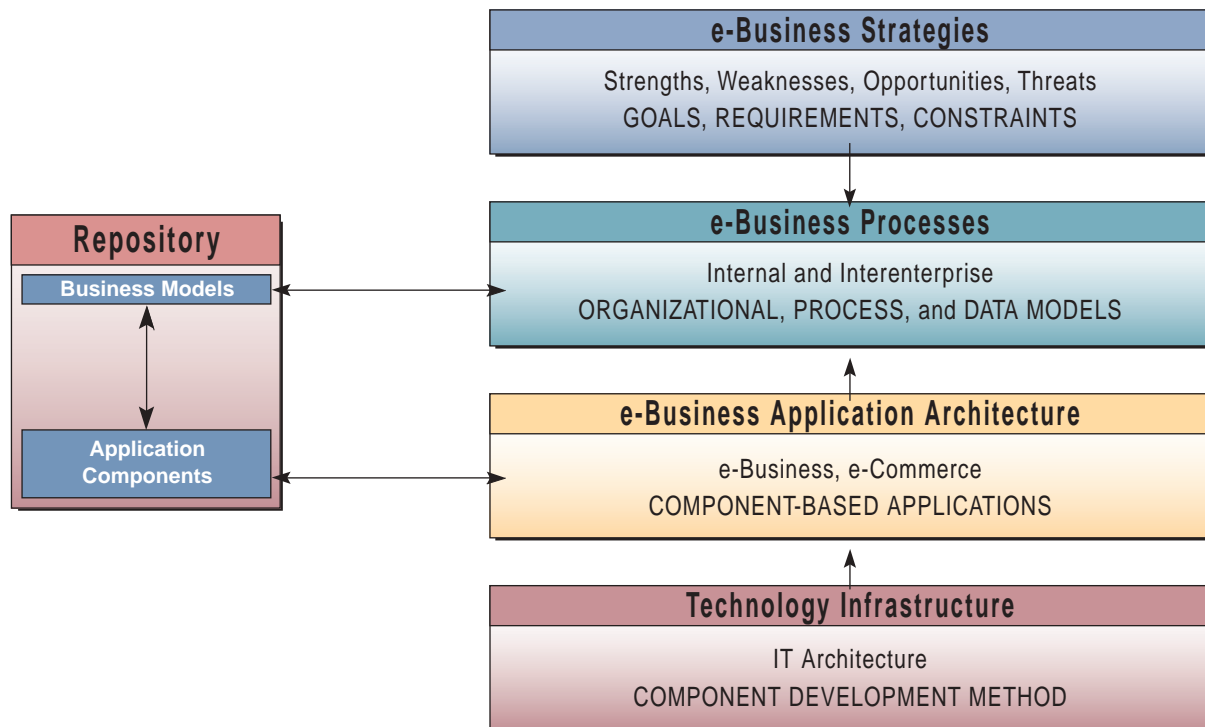 e-Business Strategies
Strengths, Weaknesses, Opportunities, Threats
GOALS, REQUIREMENTS, CONSTRAINTS
e-Business Processes
Internal and Interenterprise
ORGANIZATIONAL, PROCESS, and DATA MODELS
Repository
Business Models
Application
Components
e-Business Application Architecture
e-Business, e-Commerce
COMPONENT-BASED APPLICATIONS
Technology Infrastructure
IT Architecture
COMPONENT DEVELOPMENT METHOD